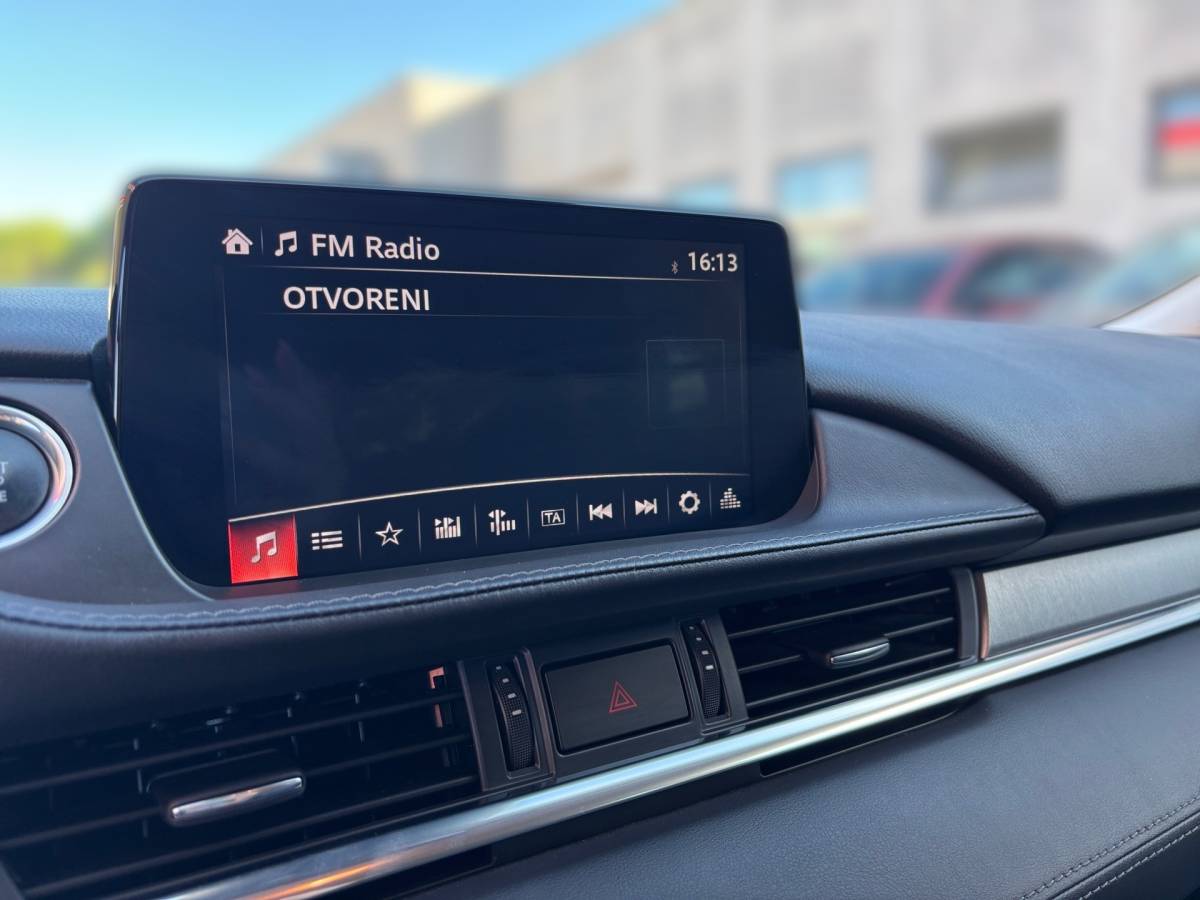 FM Radio
16:13
OTVORENI
TA